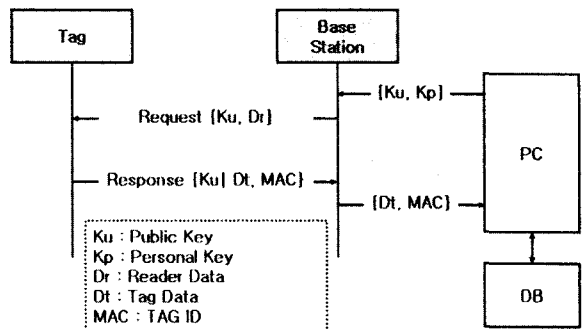 Tag
Base
Station
{Ku, Kp}
Request {Ku, Dr}
PC
Response {Ku| Dt, MAC}
{Dt, MAC}
Ku : Public Key
Kp : Personal Key
Dr : Reader Data
Dt : Tag Data
MAC : TAG ID
DB